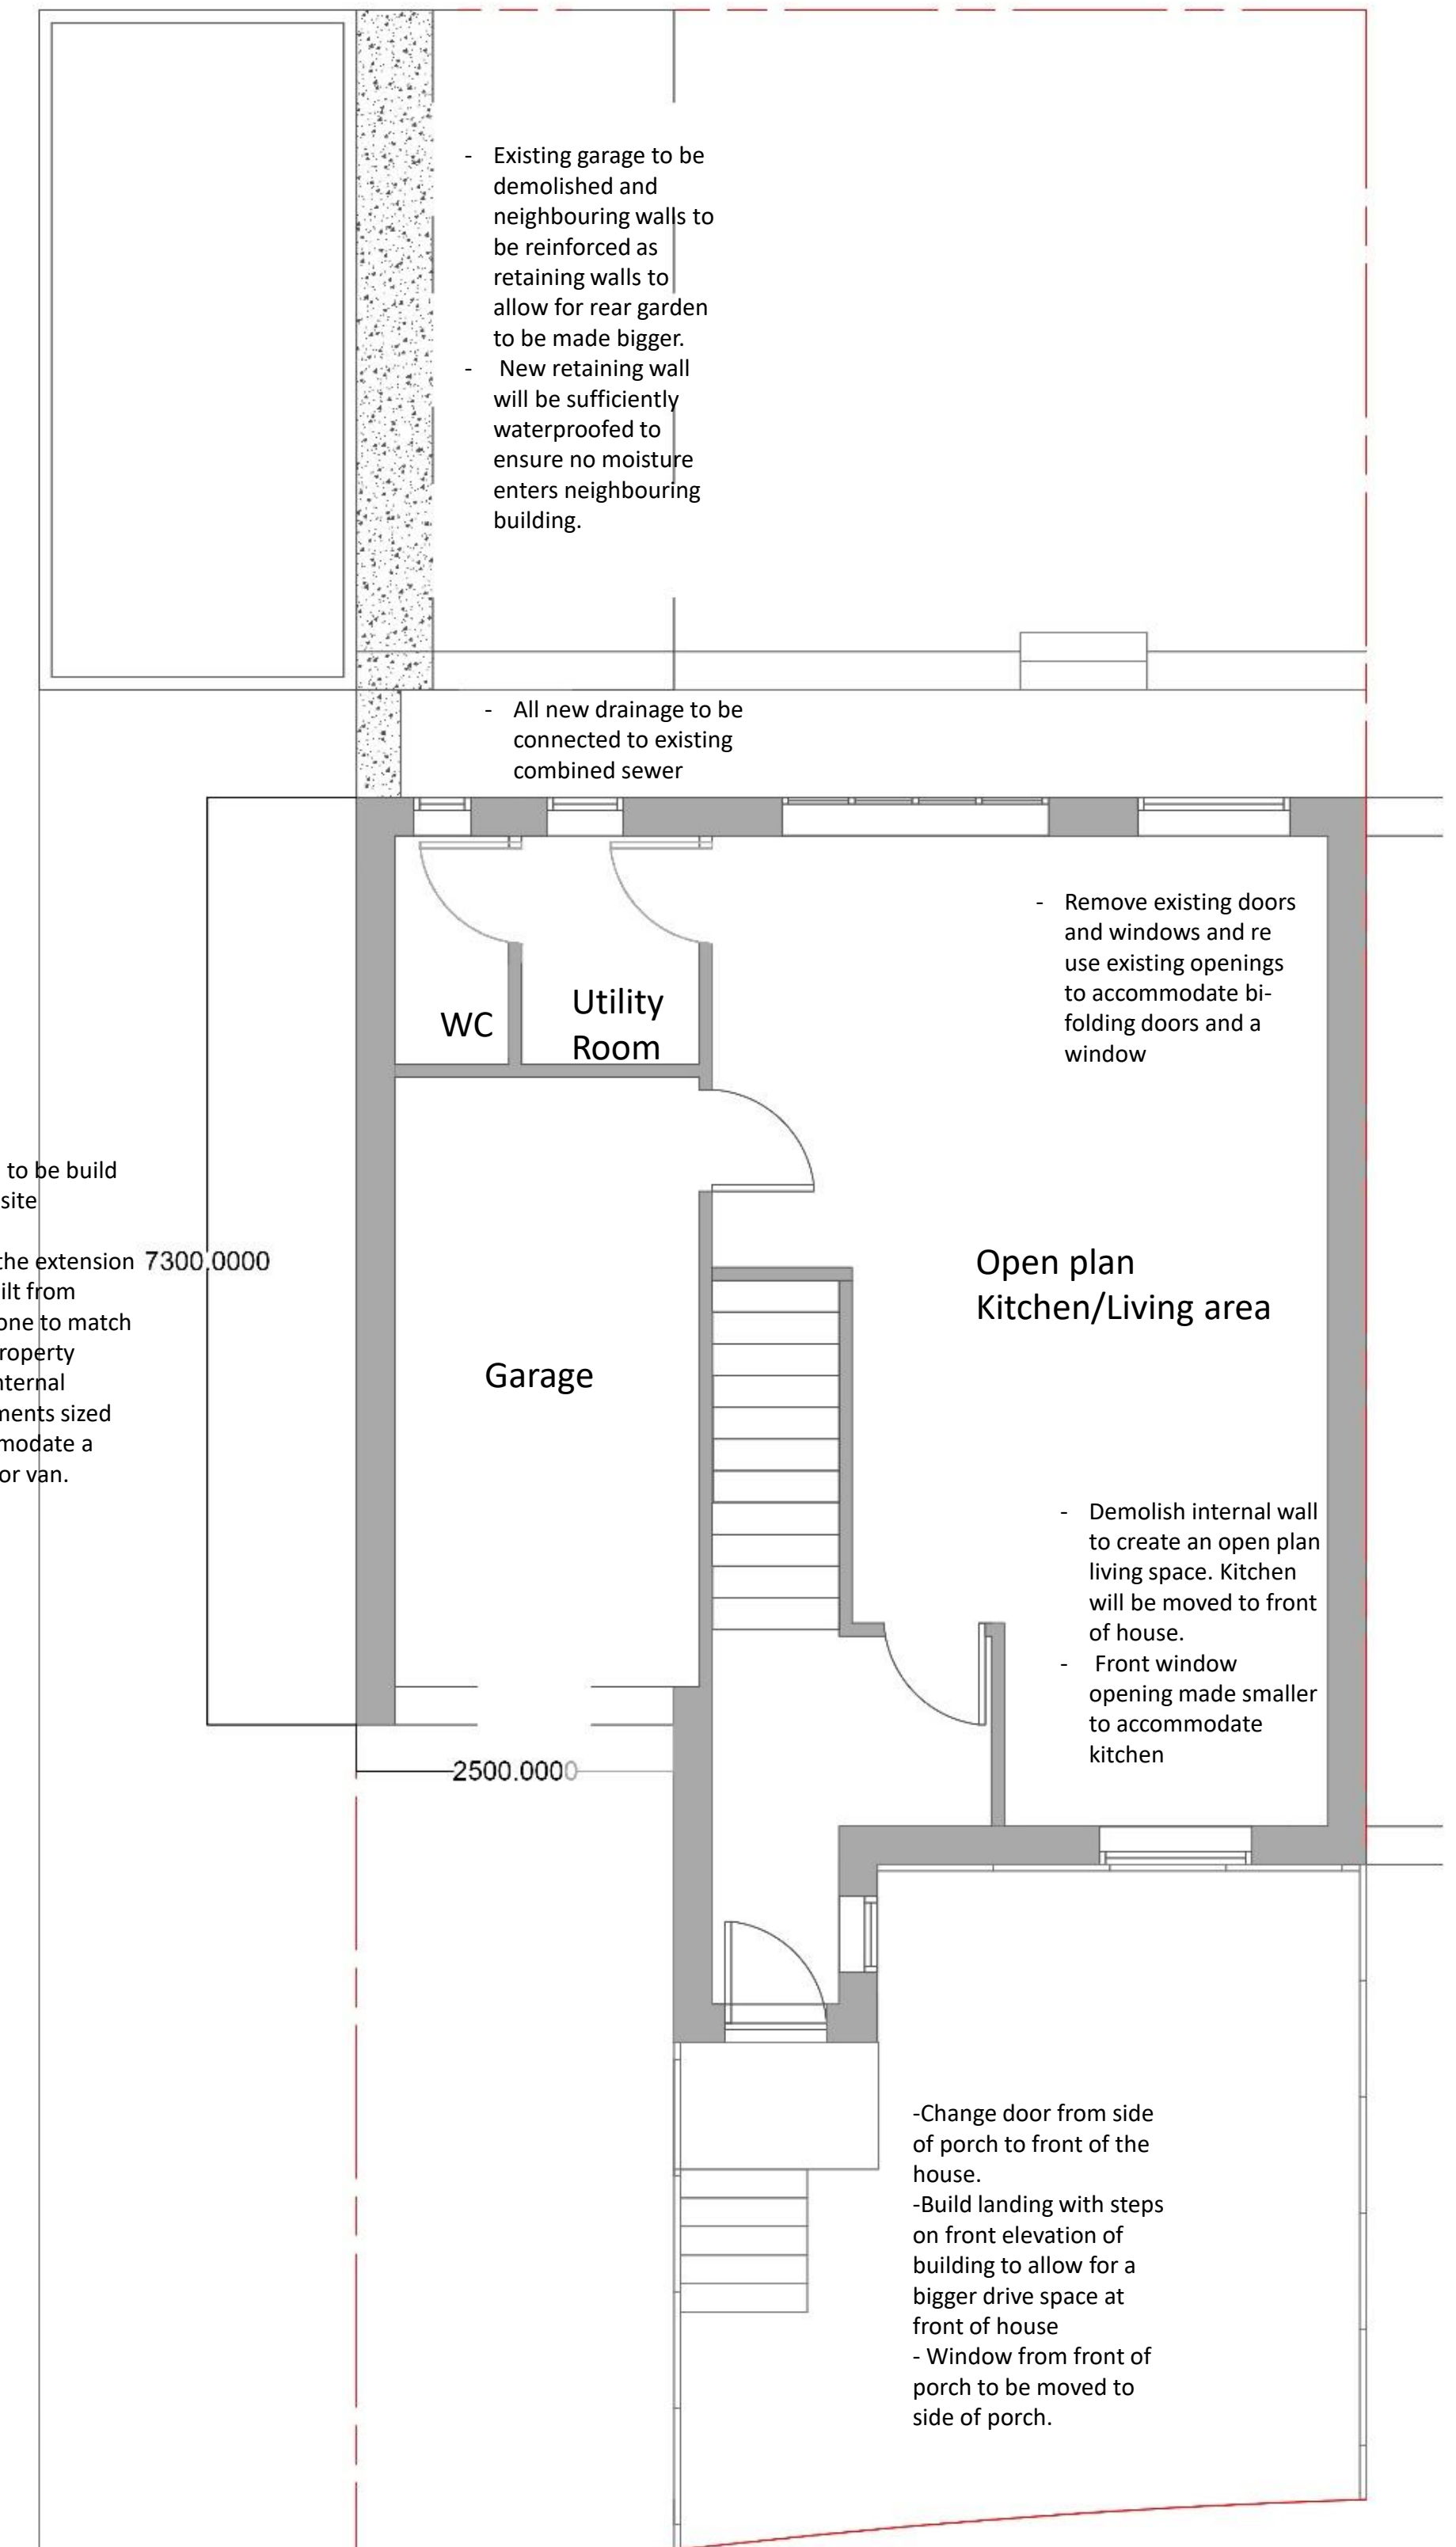 - Existing garage to be
demolished and
neighbouring walls to
be reinforced as
retaining walls to
allow for rear garden
to be made bigger.
- New retaining wall
will be sufficiently
waterproofed to
ensure no moisture
enters neighbouring
building.
- All new drainage to be
connected to existing
combined sewer
- Remove existing doors
and windows and re
use existing openings
to accommodate bi-
folding doors and a
window
WC
Utility
Room
to be build
site
the extension
ilt from
one to match
roperty
nternal
ments sized
modate a
or van.
7300.0000
Open plan
Kitchen/Living area
Garage
- Demolish internal wall
to create an open plan
living space. Kitchen
will be moved to front
of house.
- Front window
opening made smaller
to accommodate
kitchen
2500.0000
-Change door from side
of porch to front of the
house.
-Build landing with steps
on front elevation of
building to allow for a
bigger drive space at
front of house
- Window from front of
porch to be moved to
side of porch.